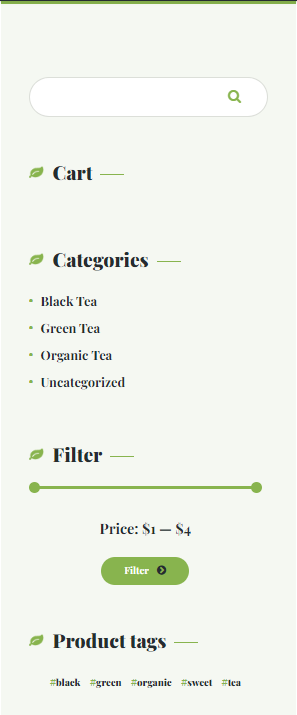 Cart
Categories
Black Tea
Green Tea
Organic Tea
Uncategorized
Filter
Price: $1 — $4
Filter
Product tags
#black #green #organic #sweet #tea